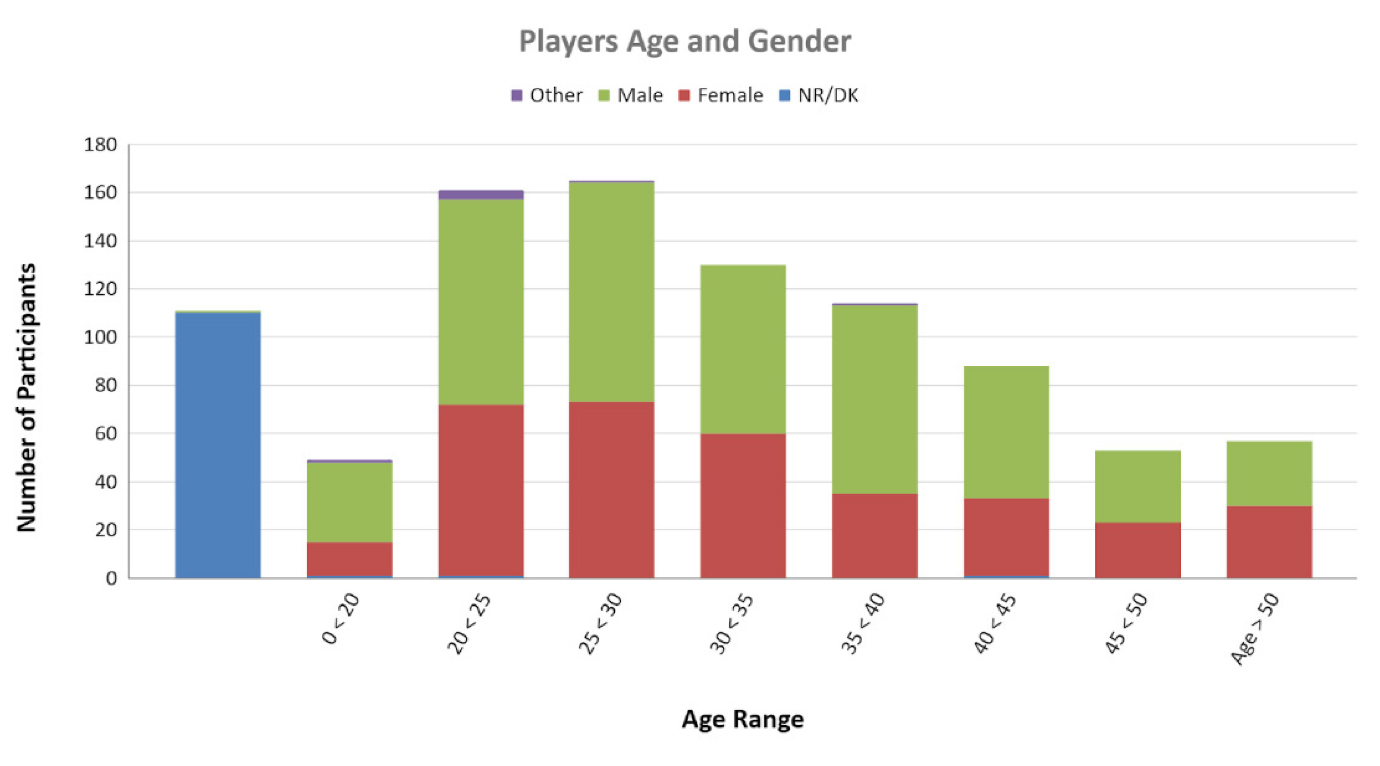 Players Age and Gender
Other Male Female NR/DK
180
160
140
120
100
80
60
40
20
0
Number of Participants
0 < 20
20 < 25
25 < 30
30 < 35
35 < 40
40 < 45
45 < 50
Age > 50
Age Range